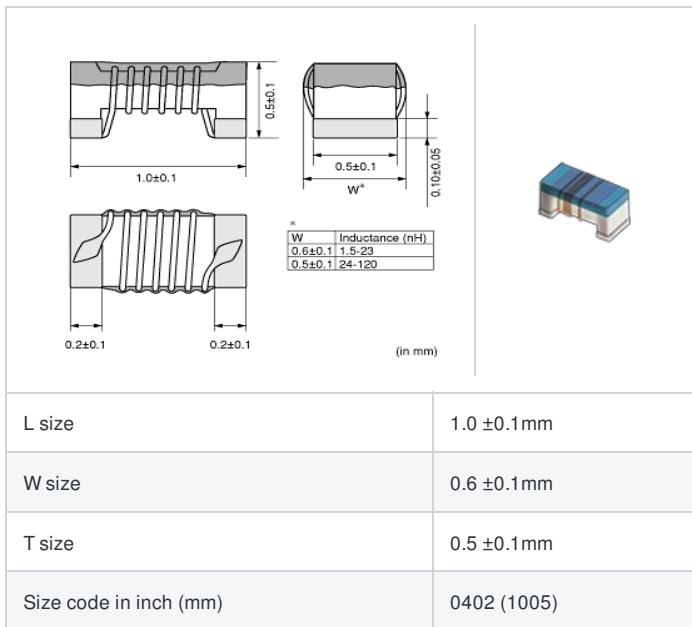 0.5±0.1
1.0±0.1
0.5±0.1
W*
0.10±0.05
*
W Inductance (nH)
0.6±0.1 1.5-23
0.5±0.1 24-120
0.2±0.1 0.2±0.1
(in mm)
L size 1.0 ±0.1mm
W size 0.6 ±0.1mm
T size 0.5 ±0.1mm
Size code in inch (mm) 0402 (1005)